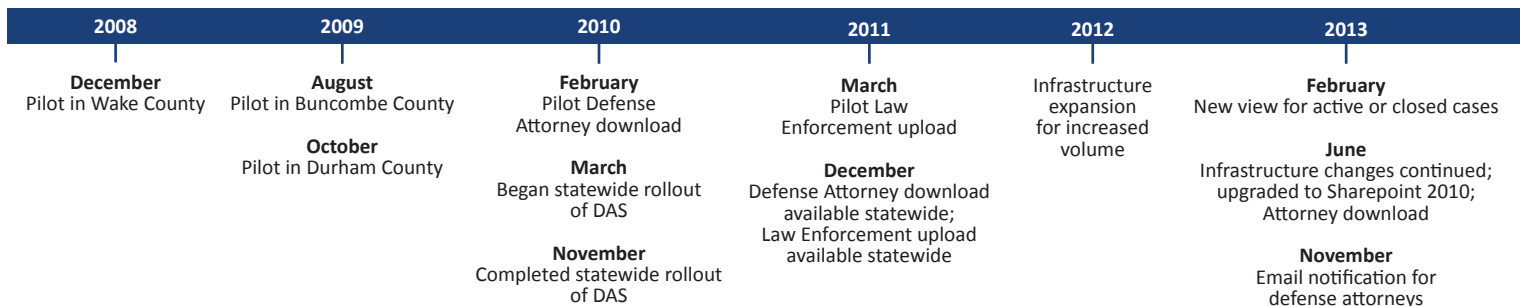 2008
2009
2010
2011
2012
2013
December
Pilot in Wake County
August
Pilot in Buncombe County
October
Pilot in Durham County
February
Pilot Defense
Attorney download
March
Began statewide rollout
of DAS
November
Completed statewide rollout
of DAS
March
Pilot Law
Enforcement upload
December
Defense Attorney download
available statewide;
Law Enforcement upload
available statewide
Infrastructure
expansion
for increased
volume
February
New view for active or closed cases
June
Infrastructure changes continued;
upgraded to Sharepoint 2010;
Attorney download
November
Email notification for
defense attorneys